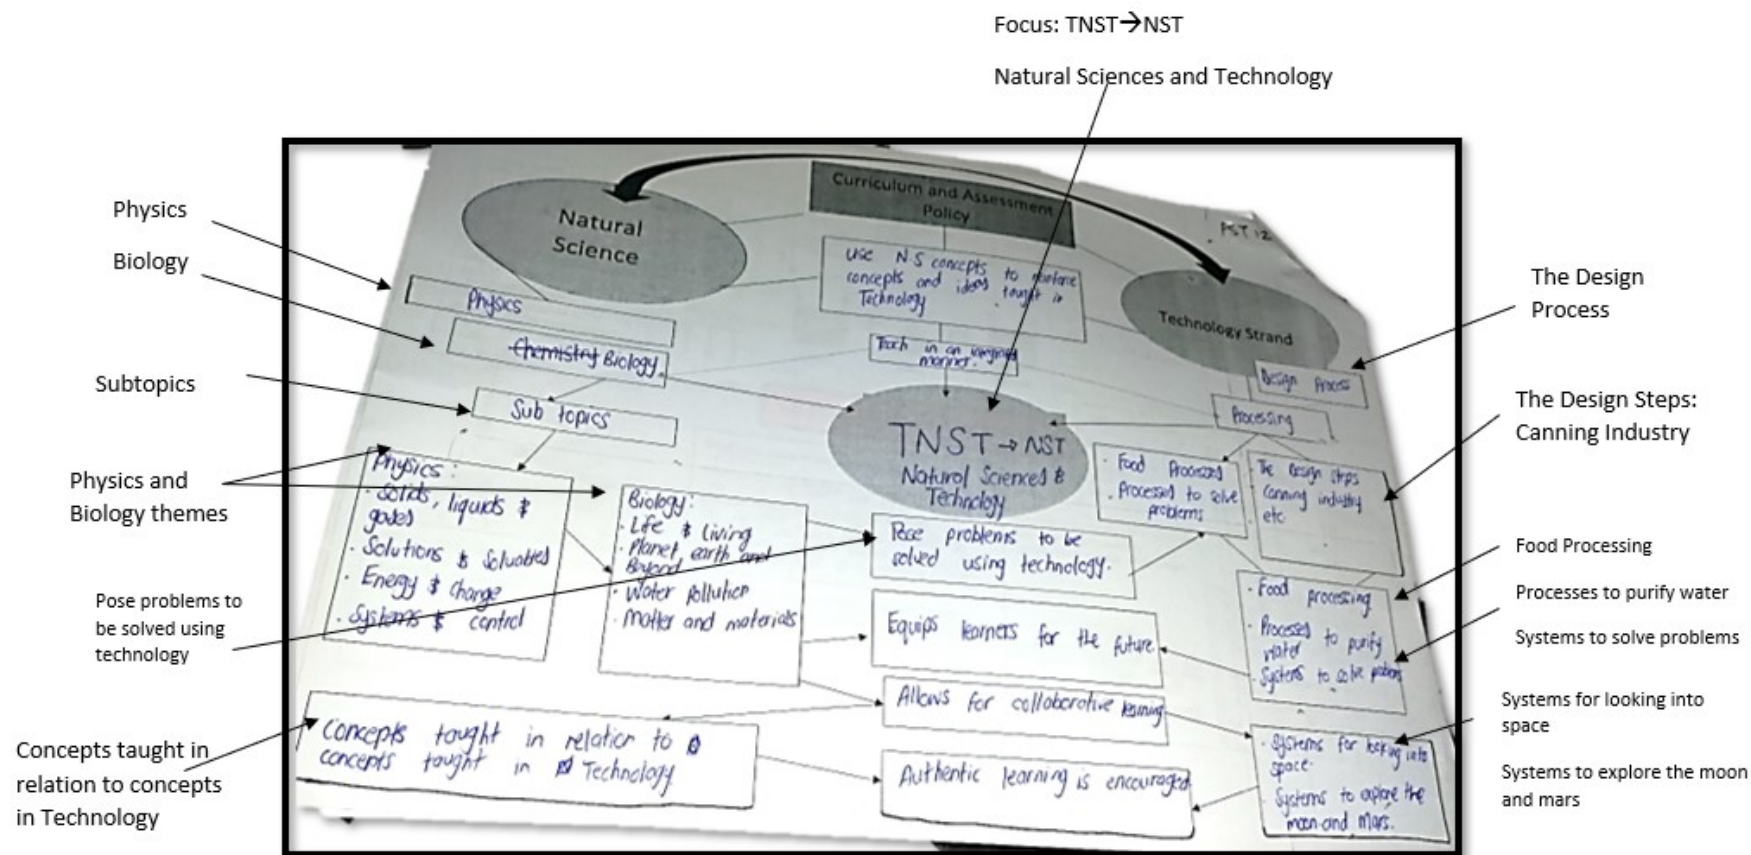 Focus: TNST→NST
Natural Sciences and Technology
Physics
Biology
Subtopics
Physics and
Biology themes
Pose problems to
be solved using
technology
Concepts taught in
relation to concepts
in Technology
Natural
Science
Physics
Chemistry Biology
Sub topics
Physics:
· Solids, liquids &
gases
· Solutions &
· Energy & change
· Systems & control
Biology:
· Life & living
· Planet, earth and
Beyond
· Water Pollution
· Matter and materials
Concepts taught in relation to
concepts taught in Technology
Curriculum and Assessment
Policy
use N.S concepts to reinforce
concepts and ideas taught in
Technology
Teach in an
manner.
TNST → NST
Natural Sciences &
Technology
Pose problems to be
solved using technology.
Equips learners for the future.
Allows for collaborative learning
Authentic learning is encouraged
PST 12
Technology Strand
Design Process
Processing
· Food Processed
· Processed to solve
problems
· The Design steps
Canning industry
etc
· Food processing
· Processed to purify
water
· Systems to solve problems
· Systems for looking into
space.
· Systems to explore the
moon and Mars.
The Design
Process
The Design Steps:
Canning Industry
Food Processing
Processes to purify water
Systems to solve problems
Systems for looking into
space
Systems to explore the moon
and mars